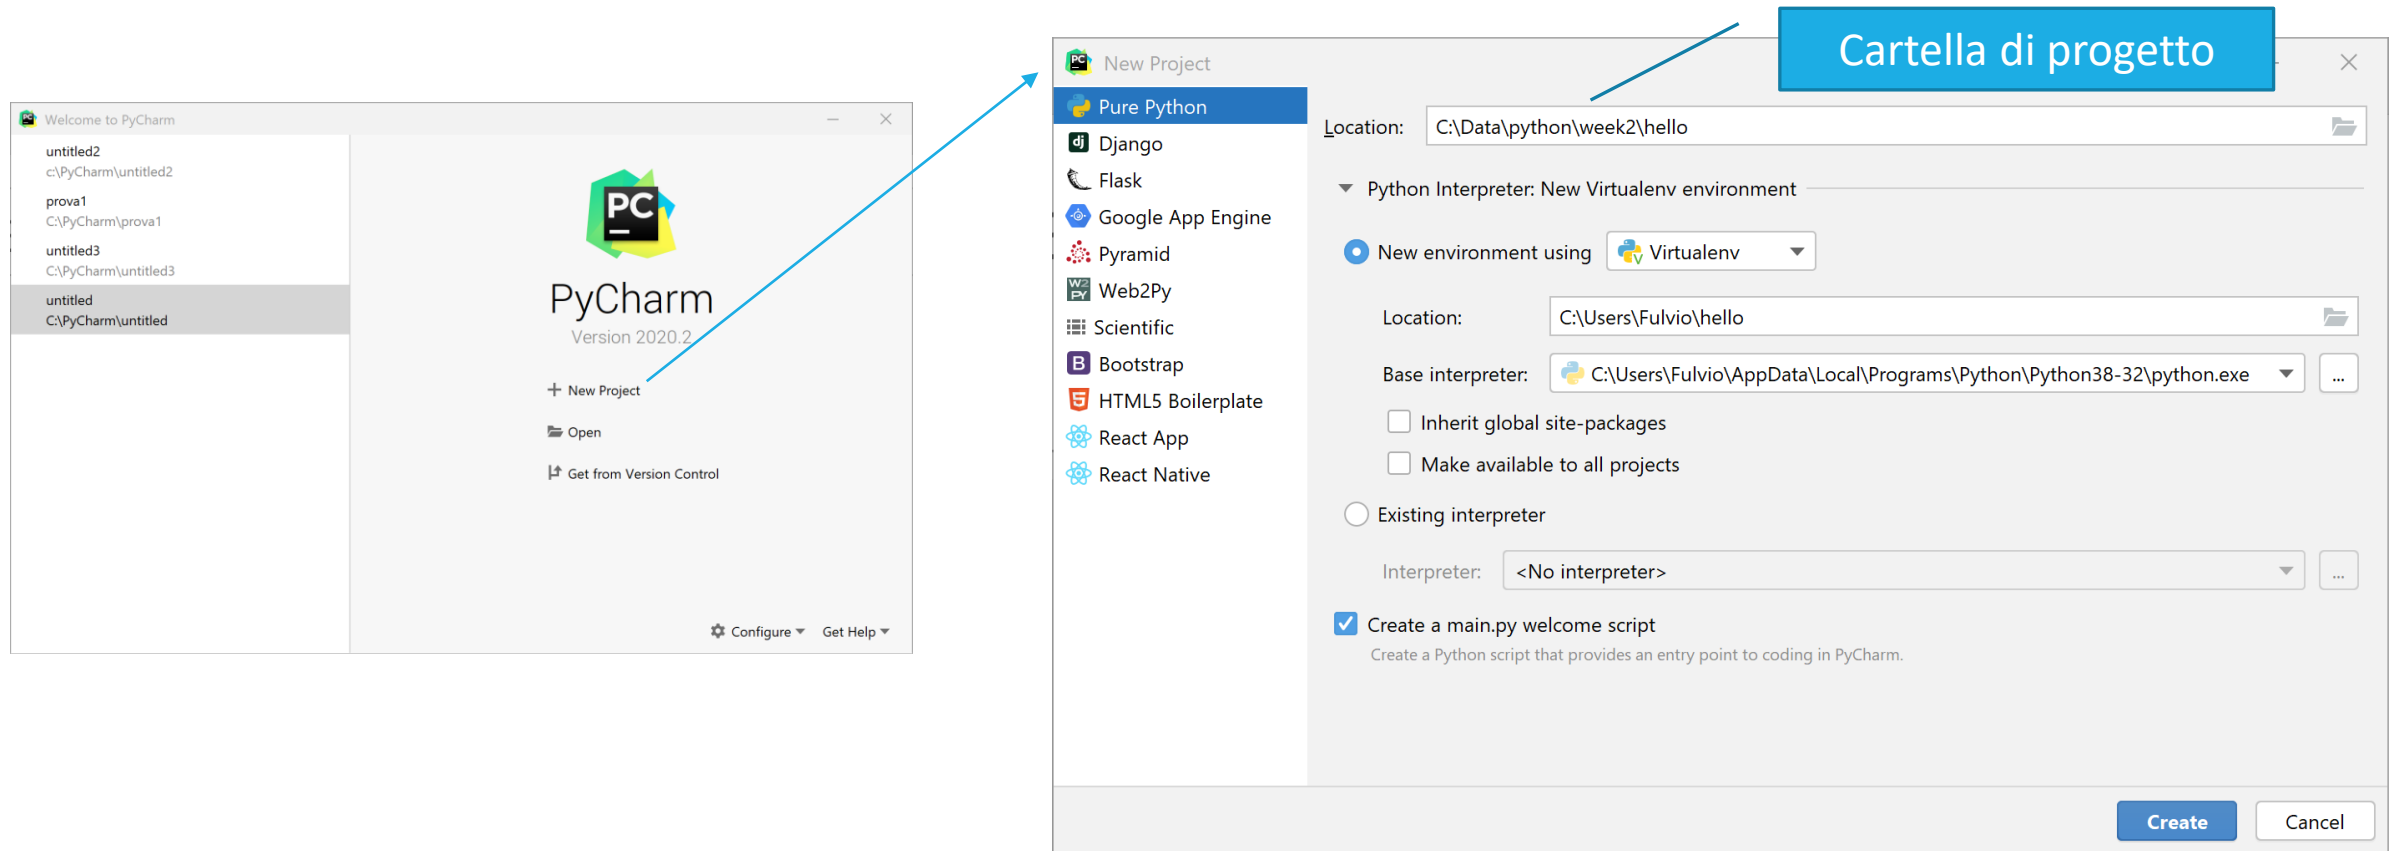 Welcome to PyCharm
untitled2
c:\PyCharm\untitled2
prova1
C:\PyCharm\prova1
untitled3
C:\PyCharm\untitled3
untitled
C:\PyCharm\untitled
PC
PyCharm
Version 2020.2
New Project
Open
Get from Version Control
Configure
Get Help
Cartella di progetto
New Project
Pure Python
Django
Flask
Google App Engine
Pyramid
Web2Py
Scientific
Bootstrap
HTML5 Boilerplate
React App
React Native
Location: C:\Data\python\week2\hello
Python Interpreter: New Virtualenv environment
New environment using Virtualenv
Location: C:\Users\Fulvio\hello
Base interpreter: C:\Users\Fulvio\AppData\Local\Programs\Python\Python38-32\python.exe ...
Inherit global site-packages
Make available to all projects
Existing interpreter
Interpreter: <No interpreter> ...
Create a main.py welcome script
Create a Python script that provides an entry point to coding in PyCharm.
Create Cancel